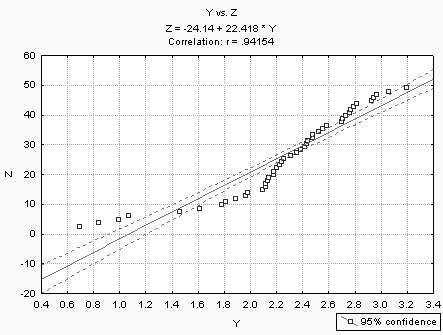 Y vs. Z
Z = -24.14 + 22.418 * Y
Correlation: r = .94154
60
50
40
30
20
10
0
-10
-20
Z
0.4 0.6 0.8 1.0 1.2 1.4 1.6 1.8 2.0 2.2 2.4 2.6 2.8 3.0 3.2 3.4
Y
95% confidence